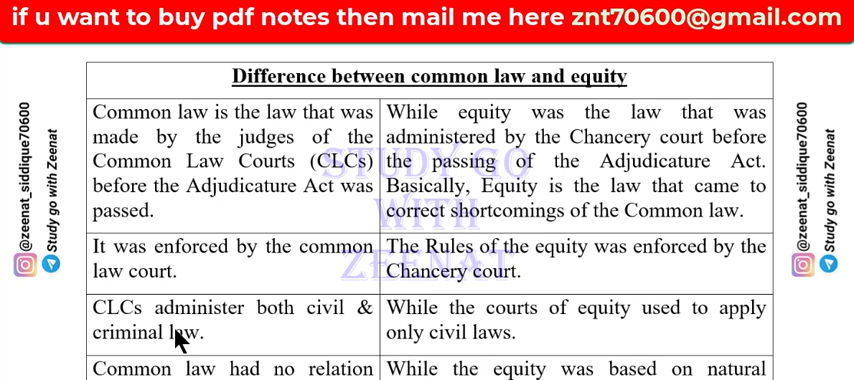 if u want to buy pdf notes then mail me here znt70600@gmail.com
Difference between common law and equity
Common law is the law that was
made by the judges of the
Common Law Courts (CLCs)
before the Adjudicature Act was
passed.
While equity was the law that was
administered by the Chancery court before
the passing of the Adjudicature Act.
Basically, Equity is the law that came to
correct shortcomings of the Common law.
It was enforced by the common
law court.
The Rules of the equity was enforced by the
Chancery court.
CLCs administer both civil &
criminal law.
While the courts of equity used to apply
only civil laws.
Common law had no relation
While the equity was based on natural
@zeenat_siddique70600
Study go with Zeenat
@zeenat_siddique70600
Study go with Zeenat
STUDY GO
WITH
ZEENAT